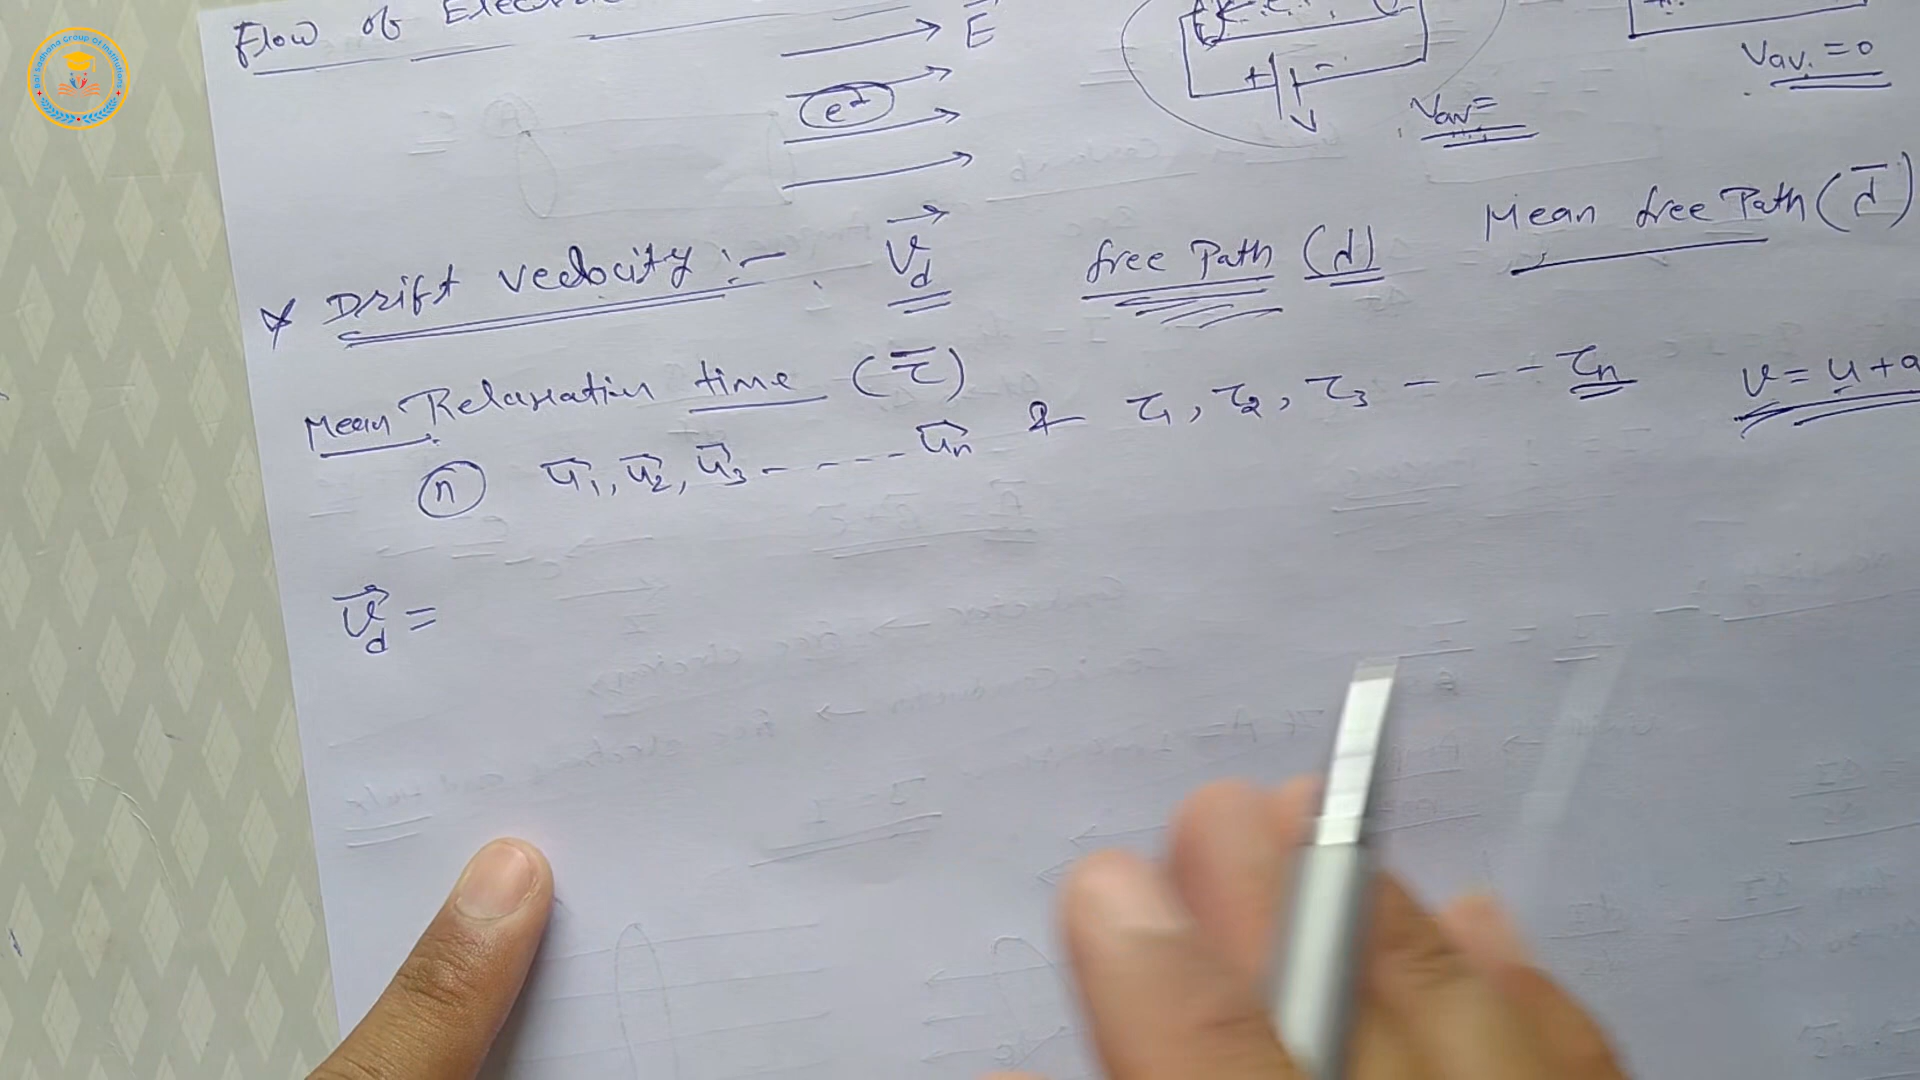 Flow of
E
e
+ -
V
Vav =
Vav. = 0
Drift velocity :-
Vd
free Path (d)
Mean free Path (d̅)
Mean Relaxation time (τ̅)
n u⃗1, u⃗2, u⃗3 - - - - u⃗n & τ1, τ2, τ3 - - - τn
v = u + a
v⃗d =